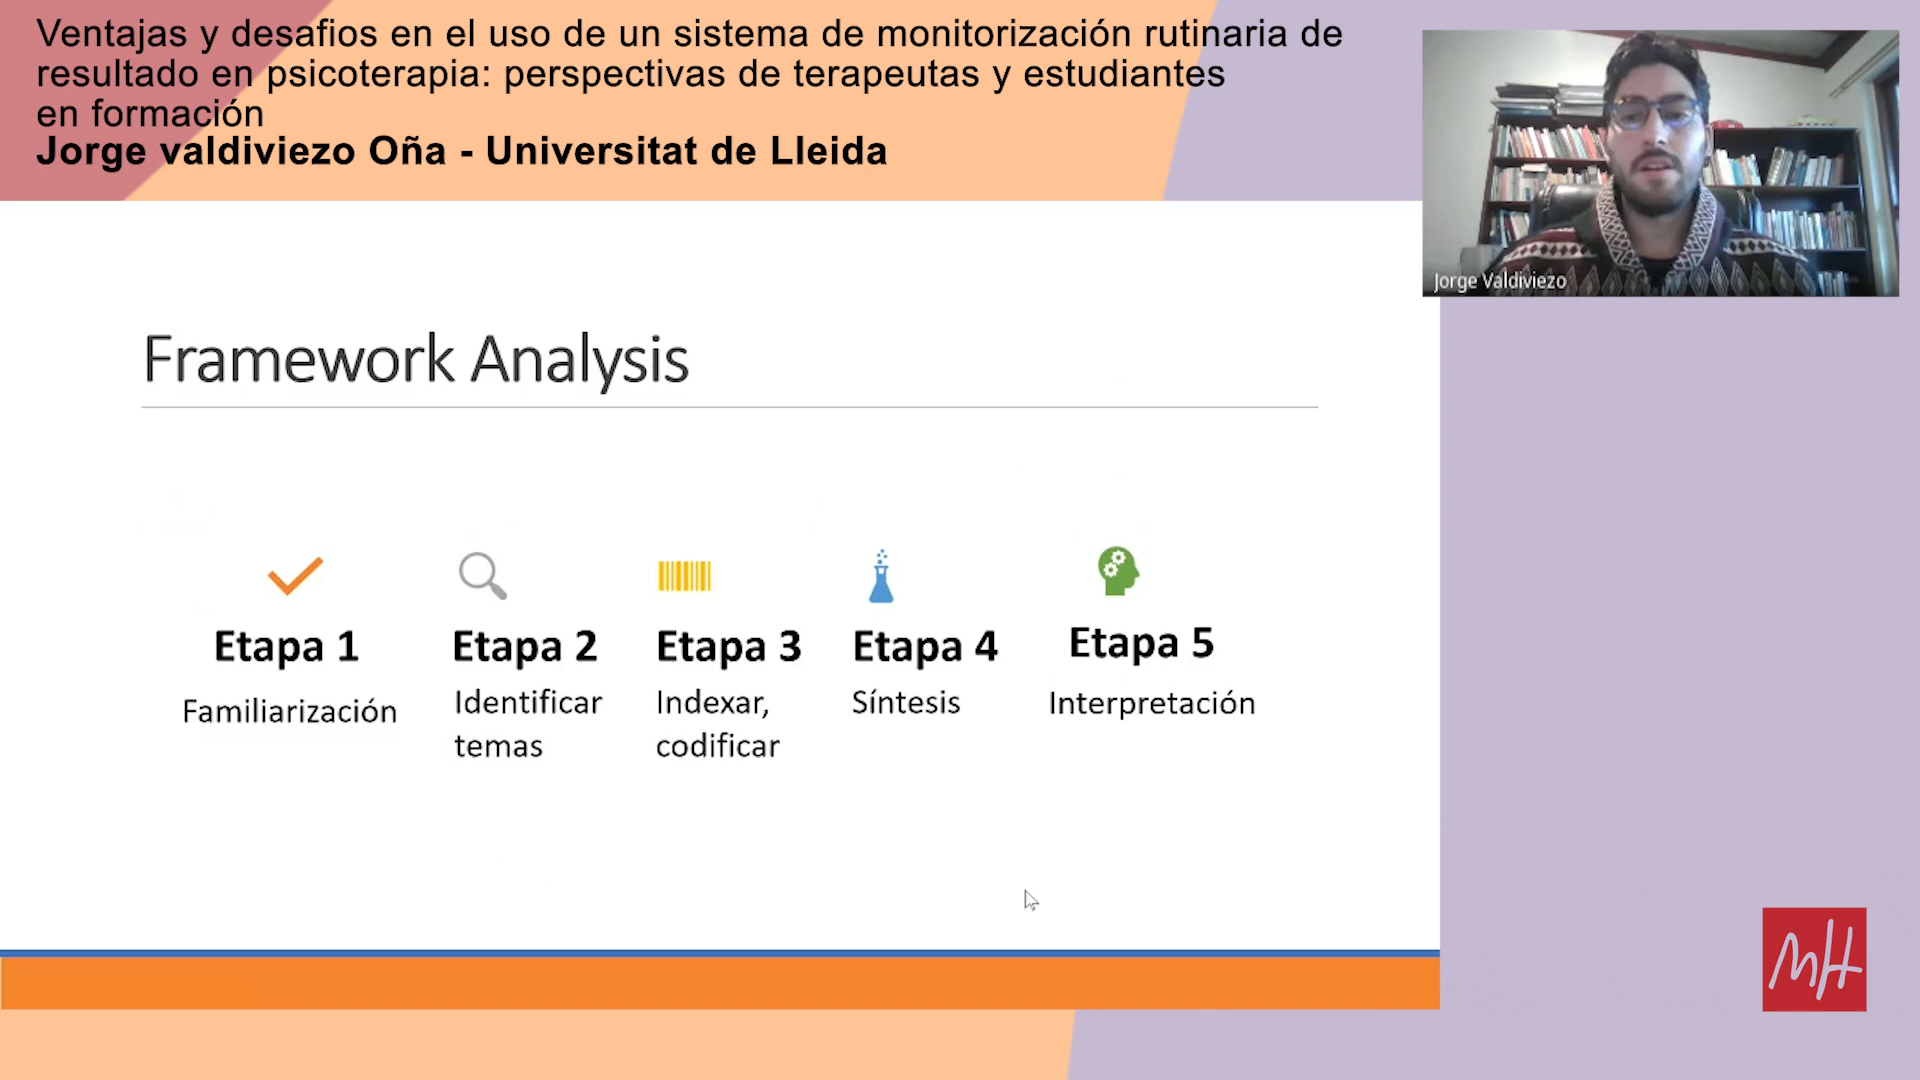 Ventajas y desafios en el uso de un sistema de monitorización rutinaria de
resultado en psicoterapia: perspectivas de terapeutas y estudiantes
en formación
Jorge valdiviezo Oña - Universitat de Lleida
Jorge Valdiviezo
Framework Analysis
Etapa 1
Familiarización
Etapa 2
Identificar
temas
Etapa 3
Indexar,
codificar
Etapa 4
Síntesis
Etapa 5
Interpretación
MH